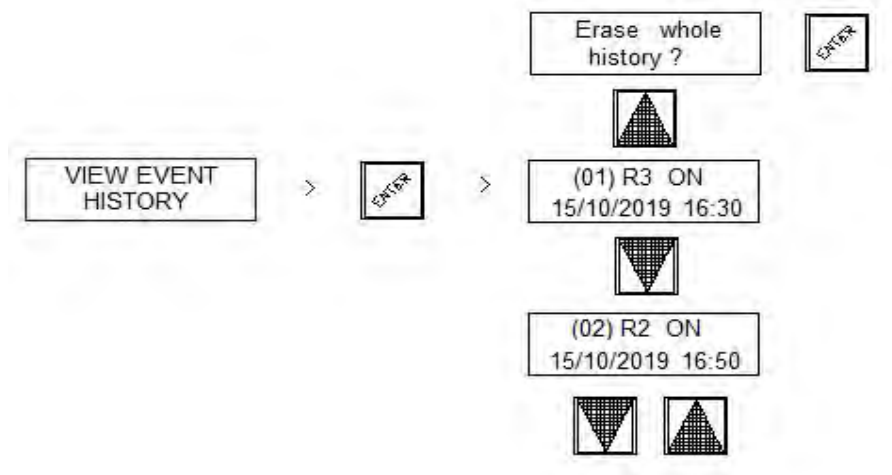 Erase whole
history ?
ENTER
VIEW EVENT
HISTORY
>
ENTER
>
(01) R3 ON
15/10/2019 16:30
(02) R2 ON
15/10/2019 16:50